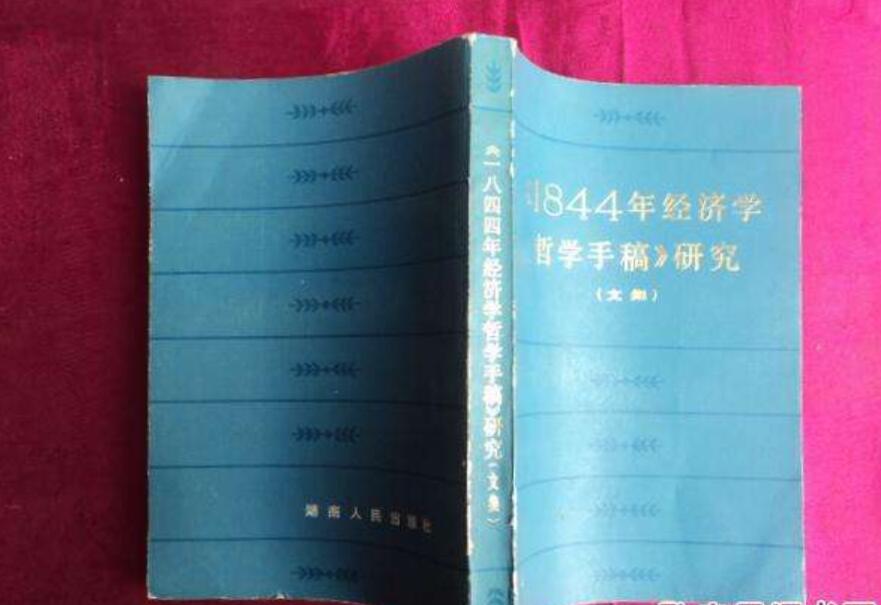 《1844年经济学
哲学手稿》研究
（文集）
《一八四四年经济学哲学手稿》研究（文集）
湖南人民出版社